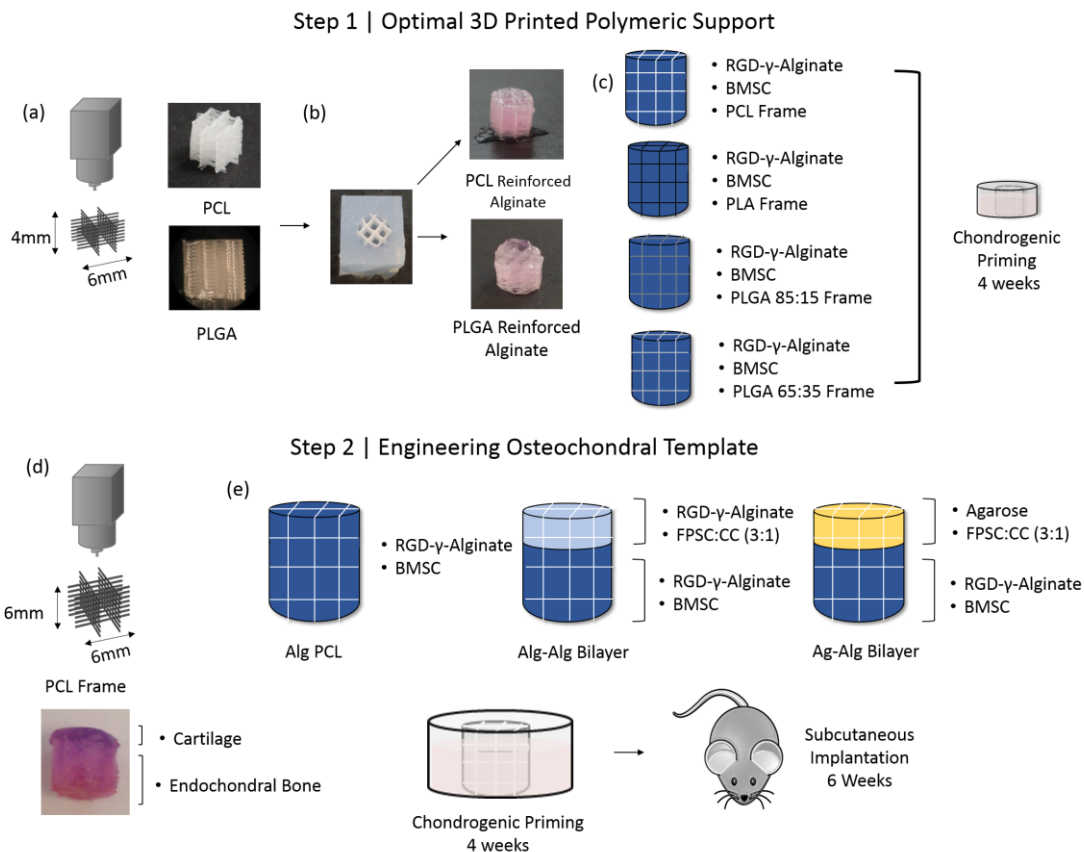 Step 1 | Optimal 3D Printed Polymeric Support
(a)
4mm
6mm
PCL
PLGA
(b)
PCL Reinforced
Alginate
PLGA Reinforced
Alginate
(c)
• RGD-γ-Alginate
• BMSC
• PCL Frame
• RGD-γ-Alginate
• BMSC
• PLA Frame
• RGD-γ-Alginate
• BMSC
• PLGA 85:15 Frame
• RGD-γ-Alginate
• BMSC
• PLGA 65:35 Frame
Chondrogenic
Priming
4 weeks
Step 2 | Engineering Osteochondral Template
(d)
6mm
6mm
PCL Frame
• Cartilage
• Endochondral Bone
(e)
• RGD-γ-Alginate
• BMSC
Alg PCL
• RGD-γ-Alginate
• FPSC:CC (3:1)
• RGD-γ-Alginate
• BMSC
Alg-Alg Bilayer
• Agarose
• FPSC:CC (3:1)
• RGD-γ-Alginate
• BMSC
Ag-Alg Bilayer
Chondrogenic Priming
4 weeks
Subcutaneous
Implantation
6 Weeks